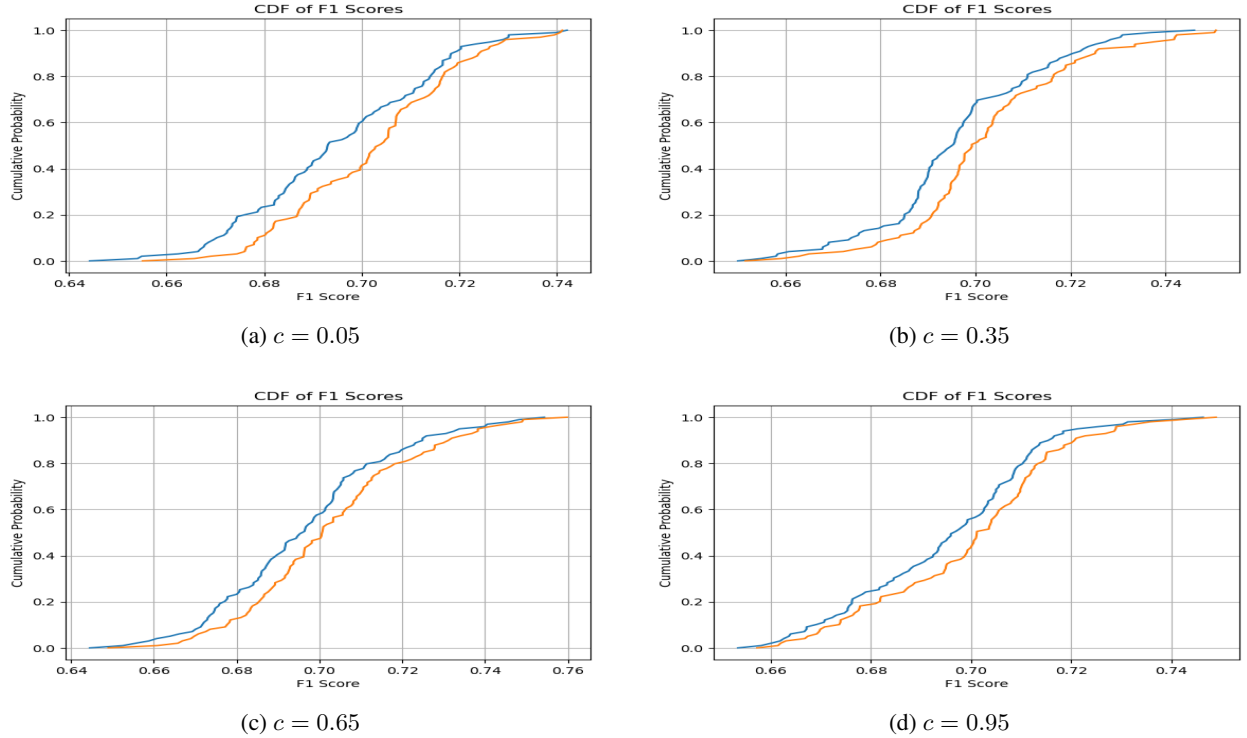 CDF of F1 Scores
1.0
0.8
0.6
0.4
0.2
0.0
Cumulative Probability
0.64 0.66 0.68 0.70 0.72 0.74
F1 Score
(a) c = 0.05
CDF of F1 Scores
1.0
0.8
0.6
0.4
0.2
0.0
Cumulative Probability
0.66 0.68 0.70 0.72 0.74
F1 Score
(b) c = 0.35
CDF of F1 Scores
1.0
0.8
0.6
0.4
0.2
0.0
Cumulative Probability
0.64 0.66 0.68 0.70 0.72 0.74 0.76
F1 Score
(c) c = 0.65
CDF of F1 Scores
1.0
0.8
0.6
0.4
0.2
0.0
Cumulative Probability
0.66 0.68 0.70 0.72 0.74
F1 Score
(d) c = 0.95